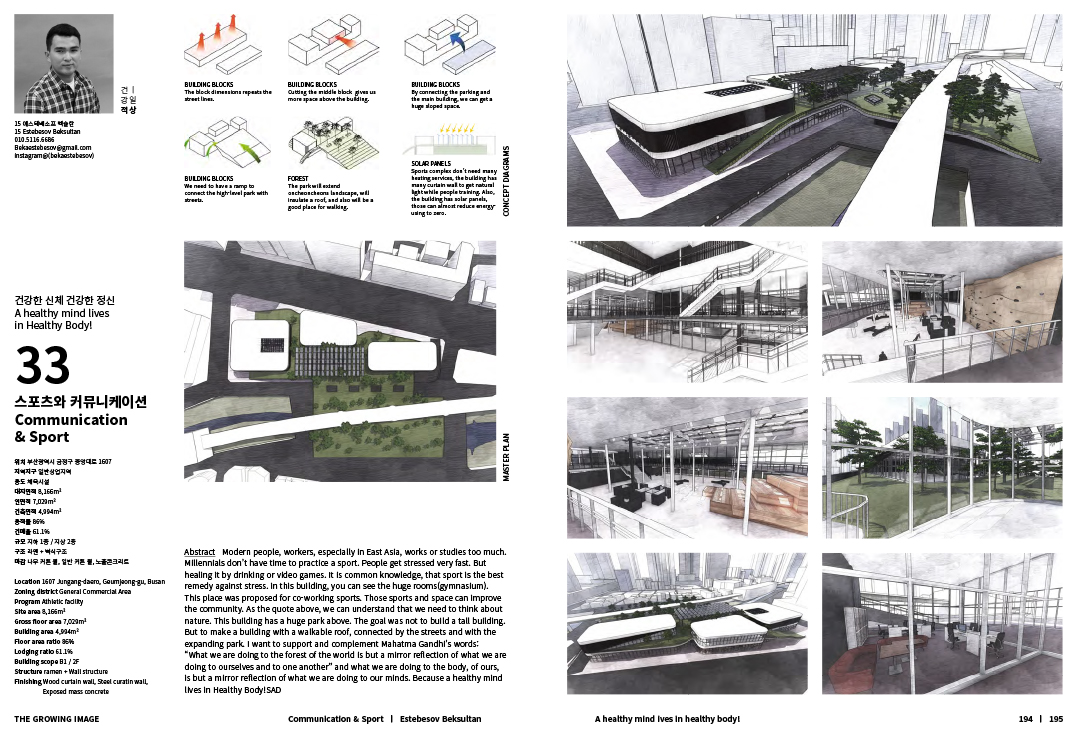 건강적상
일
15 에스테베소프 벡술탄
15 Estebesov Beksultan
010.5116.6686
Bekaestebesov@gmail.com
Instagram@(bekaestebesov)
BUILDING BLOCKS
The block dimensions repeats the
street lines.
BUILDING BLOCKS
Cutting the middle block gives us
more space above the building.
BUILDING BLOCKS
By connecting the parking and
the main building, we can get a
huge sloped space.
BUILDING BLOCKS
We need to have a ramp to
connect the high-level park with
streets.
FOREST
The park will extend
oncheoncheons landscape, will
insulate a roof, and also will be a
good place for walking.
SOLAR PANELS
Sports complex don't need many
heating services, the building has
many curtain wall to get natural
light while people training. Also,
the building has solar panels,
those can almost reduce energy-
using to zero.
CONCEPT DIAGRAMS
건강한 신체 건강한 정신
A healthy mind lives
in Healthy Body!
33
스포츠와 커뮤니케이션
Communication
& Sport
위치 부산광역시 금정구 중앙대로 1607
지역지구 일반상업지역
용도 체육시설
대지면적 8,166m²
연면적 7,029m²
건축면적 4,994m²
용적률 86%
건폐율 61.1%
규모 지하 1층 / 지상 2층
구조 라멘 + 벽식구조
마감 나무 커튼 월, 일반 커튼 월, 노출콘크리트
Location 1607 Jungang-daero, Geumjeong-gu, Busan
Zoning district General Commercial Area
Program Athletic facility
Site area 8,166m²
Gross floor area 7,029m²
Building area 4,994m²
Floor area ratio 86%
Lodging ratio 61.1%
Building scope B1 / 2F
Structure ramen + Wall structure
Finishing Wood curtain wall, Steel curatin wall,
Exposed mass concrete
MASTER PLAN
Abstract Modern people, workers, especially in East Asia, works or studies too much.
Millennials don't have time to practice a sport. People get stressed very fast. But
healing it by drinking or video games. It is common knowledge, that sport is the best
remedy against stress. In this building, you can see the huge rooms(gymnasium).
This place was proposed for co-working sports. Those sports and space can improve
the community. As the quote above, we can understand that we need to think about
nature. This building has a huge park above. The goal was not to build a tall building.
But to make a building with a walkable roof, connected by the streets and with the
expanding park. I want to support and complement Mahatma Gandhi's words:
"What we are doing to the forest of the world is but a mirror reflection of what we are
doing to ourselves and to one another" and what we are doing to the body, of ours,
is but a mirror reflection of what we are doing to our minds. Because a healthy mind
lives in Healthy Body!SAD
THE GROWING IMAGE
Communication & Sport | Estebesov Beksultan
A healthy mind lves in healthy body!
194 | 195